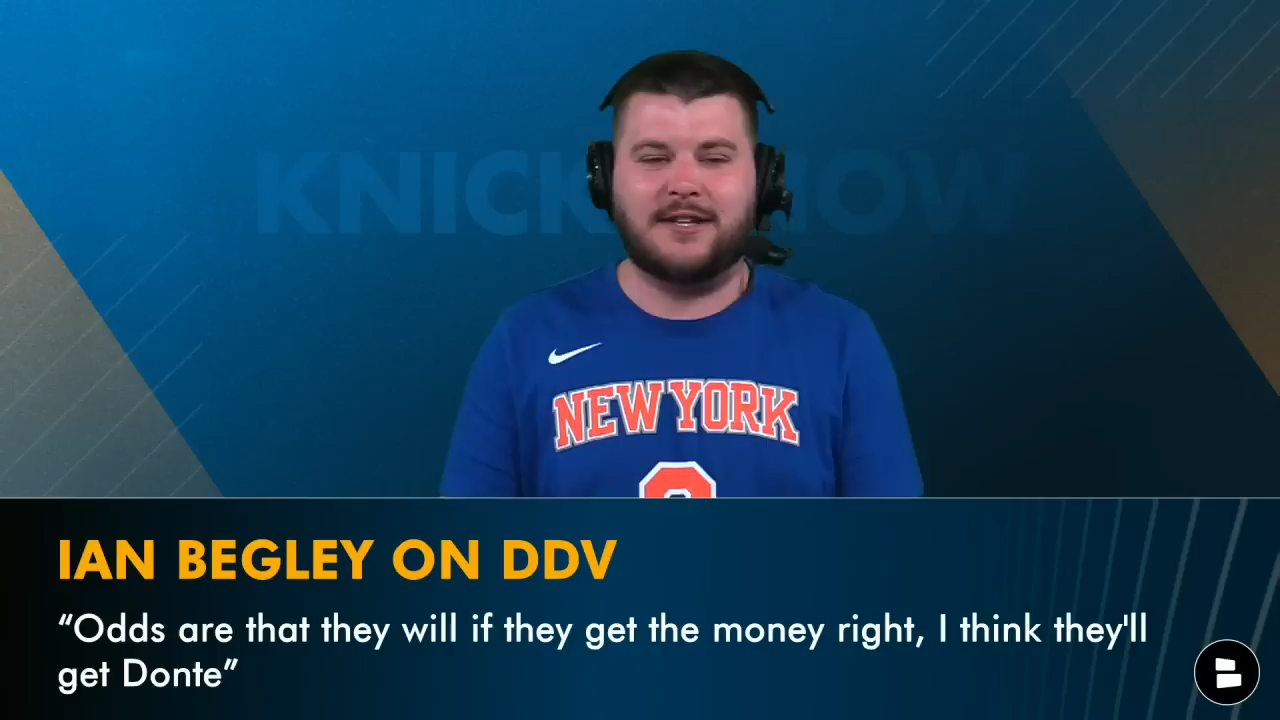 KNICKS NOW
NEW YORK
IAN BEGLEY ON DDV
“Odds are that they will if they get the money right, I think they'll
get Donte”